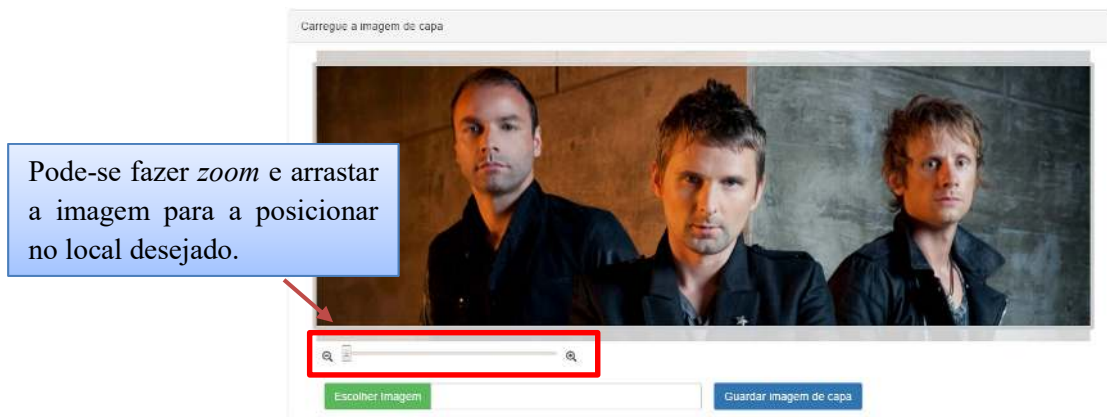 Carregue a imagem de capa
Pode-se fazer zoom e arrastar
a imagem para a posicionar
no local desejado.
Escolher Imagem
Guardar imagem de capa